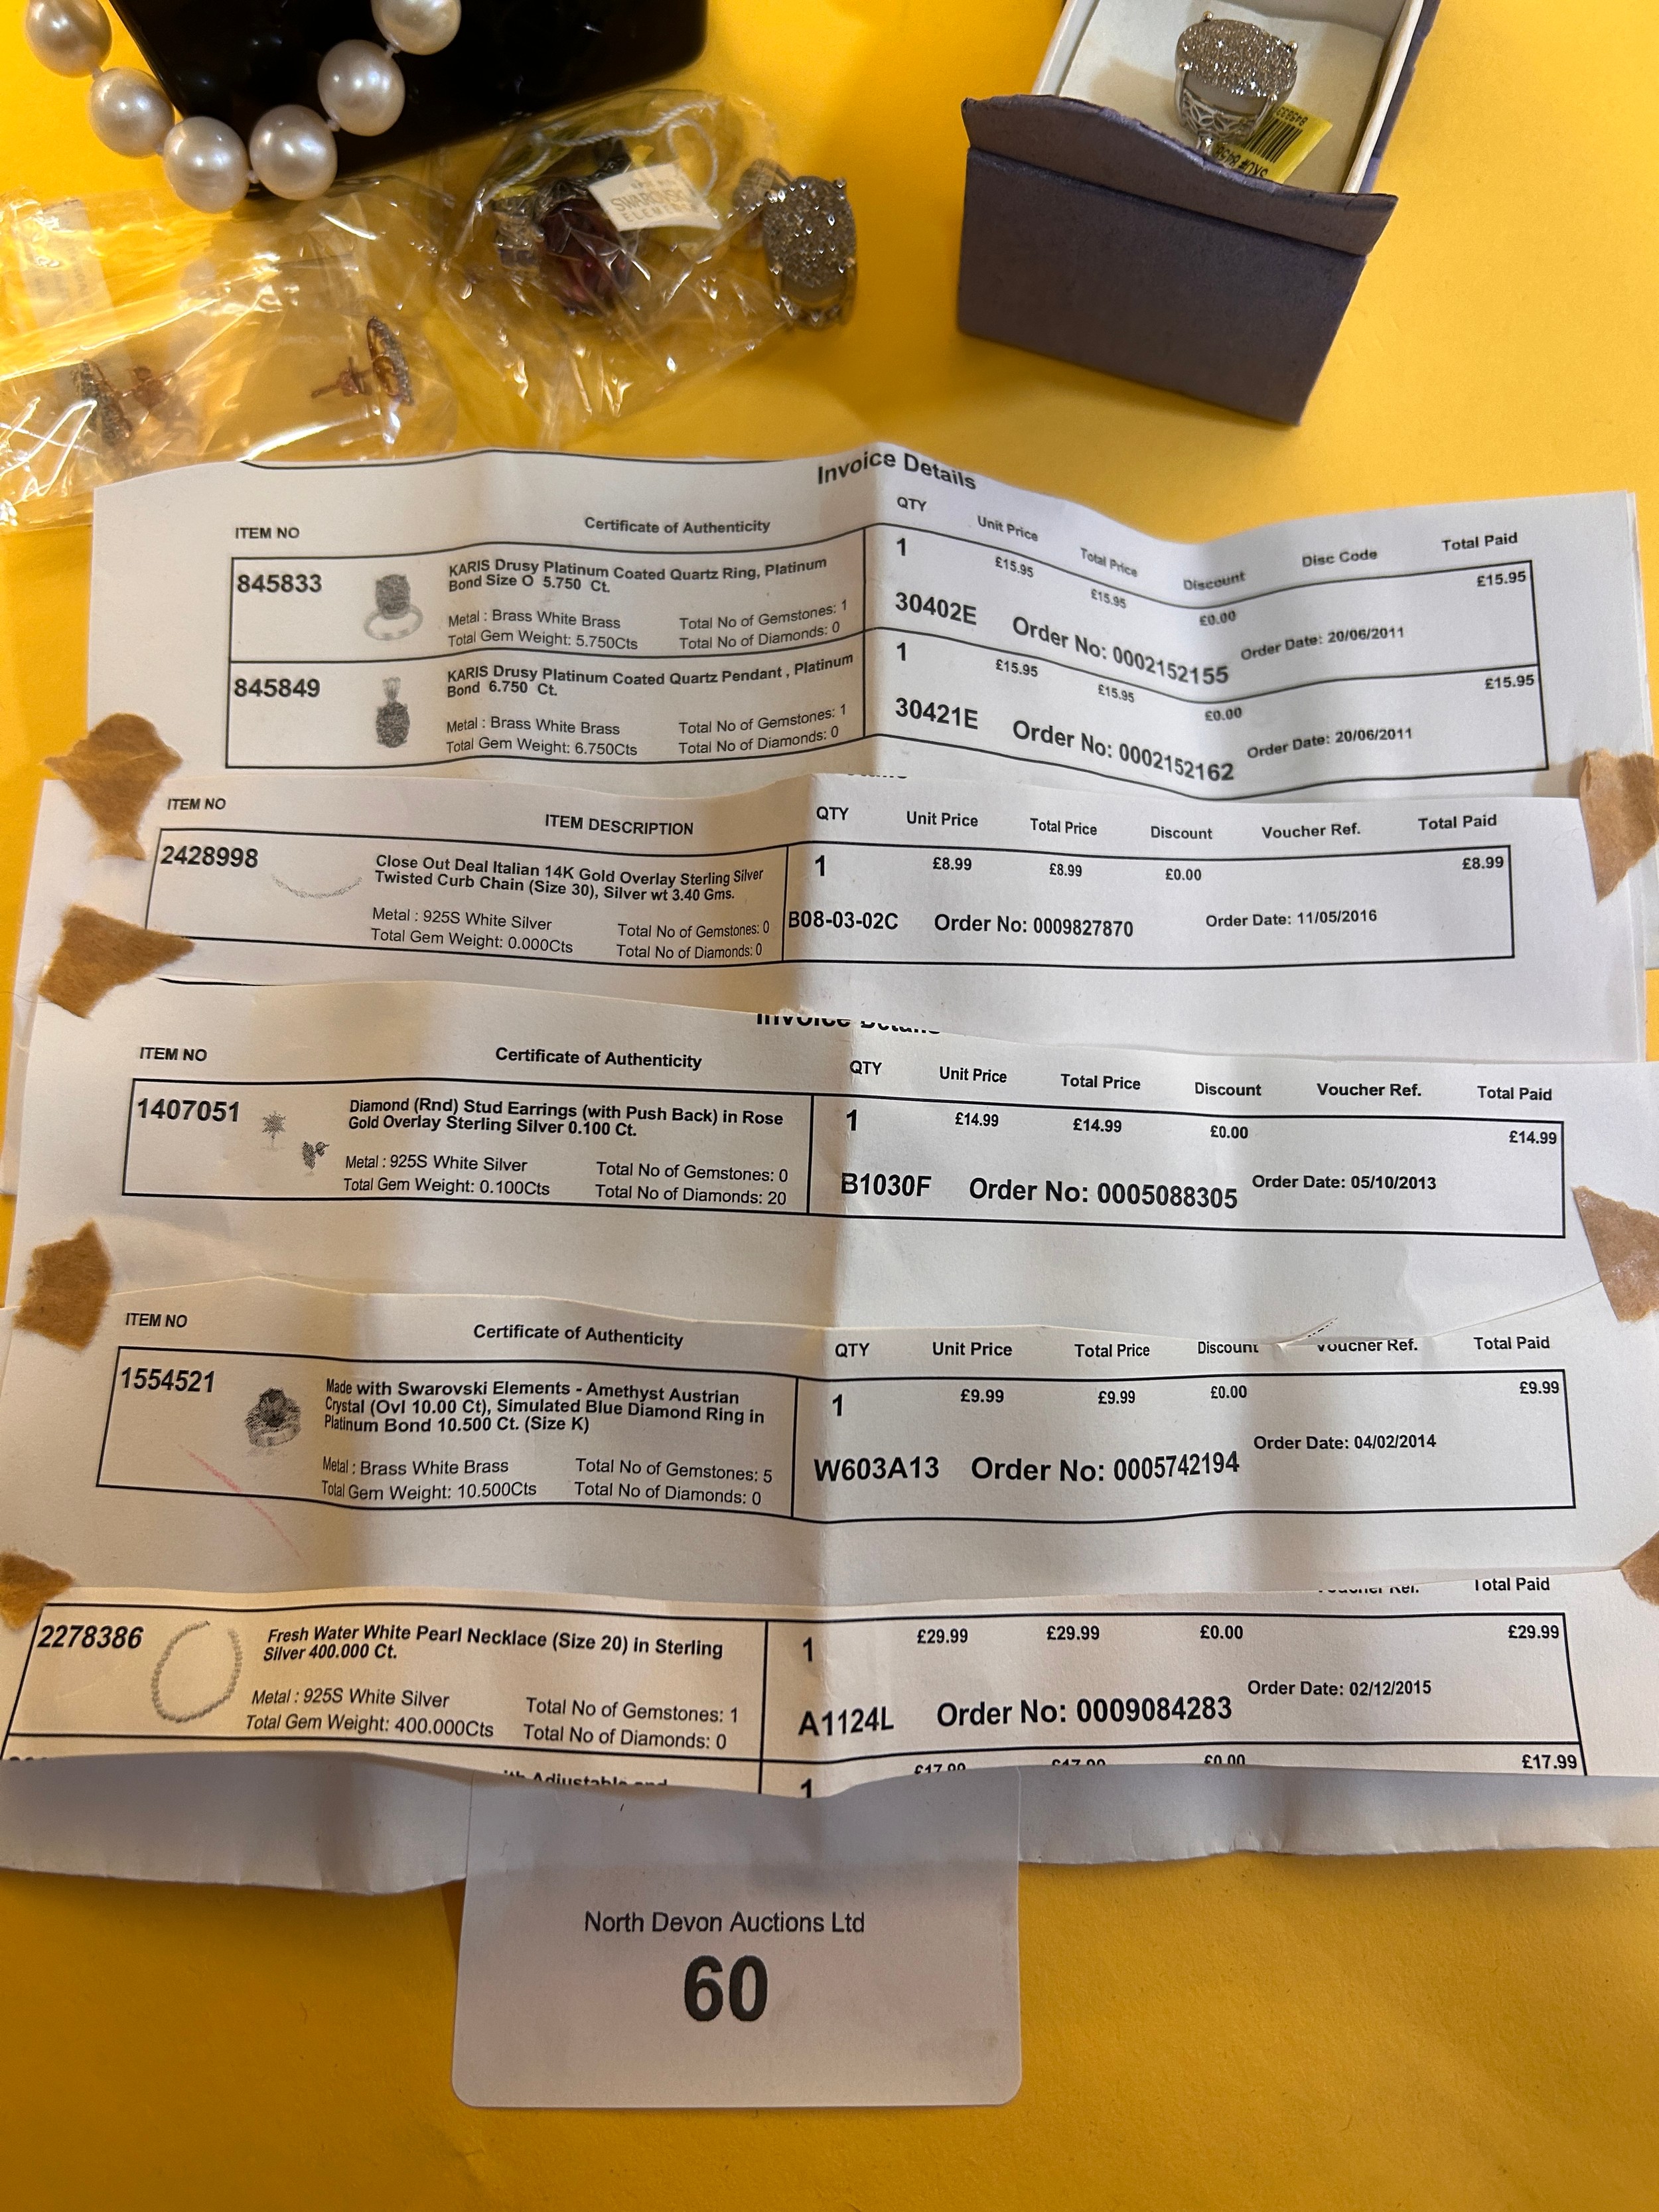 SWAROVSKI
ELEMENTS
SKU#
845833
Invoice Details
ITEM NO Certificate of Authenticity QTY Unit Price Total Price Discount Disc Code Total Paid
845833 KARIS Drusy Platinum Coated Quartz Ring, Platinum 1 £15.95 £15.95 £0.00 £15.95
Bond Size O 5.750 Ct.
Metal : Brass White Brass Total No of Gemstones: 1 30402E Order No: 0002152155 Order Date: 20/06/2011
Total Gem Weight: 5.750Cts Total No of Diamonds: 0
845849 KARIS Drusy Platinum Coated Quartz Pendant , Platinum 1 £15.95 £15.95 £0.00 £15.95
Bond 6.750 Ct.
Metal : Brass White Brass Total No of Gemstones: 1 30421E Order No: 0002152162 Order Date: 20/06/2011
Total Gem Weight: 6.750Cts Total No of Diamonds: 0
ITEM NO ITEM DESCRIPTION QTY Unit Price Total Price Discount Voucher Ref. Total Paid
2428998 Close Out Deal Italian 14K Gold Overlay Sterling Silver 1 £8.99 £8.99 £0.00 £8.99
Twisted Curb Chain (Size 30), Silver wt 3.40 Gms.
Metal : 925S White Silver Total No of Gemstones: 0 B08-03-02C Order No: 0009827870 Order Date: 11/05/2016
Total Gem Weight: 0.000Cts Total No of Diamonds: 0
Invoice Details
ITEM NO Certificate of Authenticity QTY Unit Price Total Price Discount Voucher Ref. Total Paid
1407051 Diamond (Rnd) Stud Earrings (with Push Back) in Rose 1 £14.99 £14.99 £0.00 £14.99
Gold Overlay Sterling Silver 0.100 Ct.
Metal : 925S White Silver Total No of Gemstones: 0 B1030F Order No: 0005088305 Order Date: 05/10/2013
Total Gem Weight: 0.100Cts Total No of Diamonds: 20
ITEM NO Certificate of Authenticity QTY Unit Price Total Price Discount Voucher Ref. Total Paid
1554521 Made with Swarovski Elements - Amethyst Austrian 1 £9.99 £9.99 £0.00 £9.99
Crystal (Ovl 10.00 Ct), Simulated Blue Diamond Ring in
Platinum Bond 10.500 Ct. (Size K)
Metal : Brass White Brass Total No of Gemstones: 5 W603A13 Order No: 0005742194 Order Date: 04/02/2014
Total Gem Weight: 10.500Cts Total No of Diamonds: 0
Voucher Ref. Total Paid
2278386 Fresh Water White Pearl Necklace (Size 20) in Sterling 1 £29.99 £29.99 £0.00 £29.99
Silver 400.000 Ct.
Metal : 925S White Silver Total No of Gemstones: 1 A1124L Order No: 0009084283 Order Date: 02/12/2015
Total Gem Weight: 400.000Cts Total No of Diamonds: 0
Adjustable and 1 £17.99 £17.99 £0.00 £17.99
North Devon Auctions Ltd
60